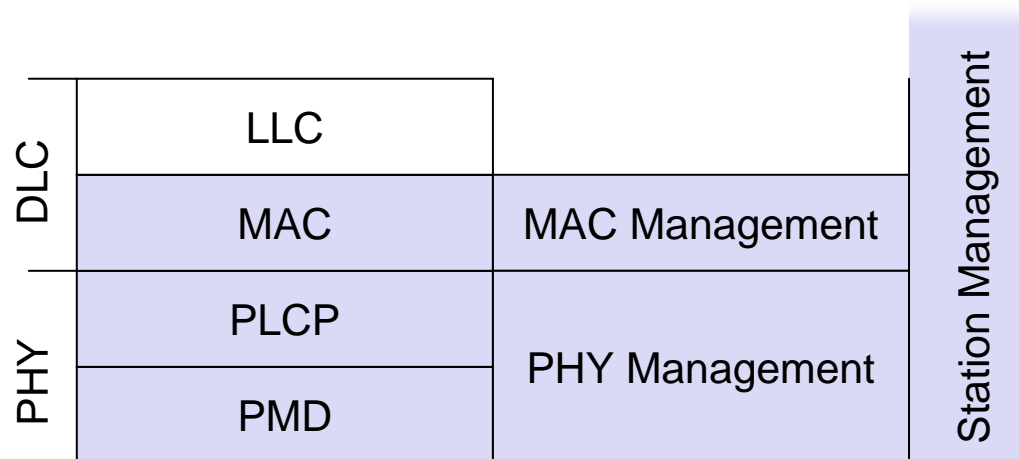 DLC
LLC
MAC
MAC Management
PHY
PLCP
PMD
PHY Management
Station Management